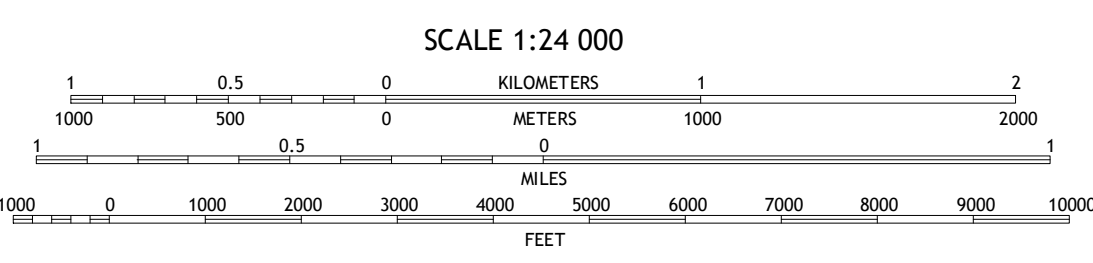 SCALE 1:24 000
1 0.5 0 KILOMETERS 1 2
1000 500 0 METERS 1000 2000
1 0.5 0 1
MILES
1000 0 1000 2000 3000 4000 5000 6000 7000 8000 9000 10000
FEET